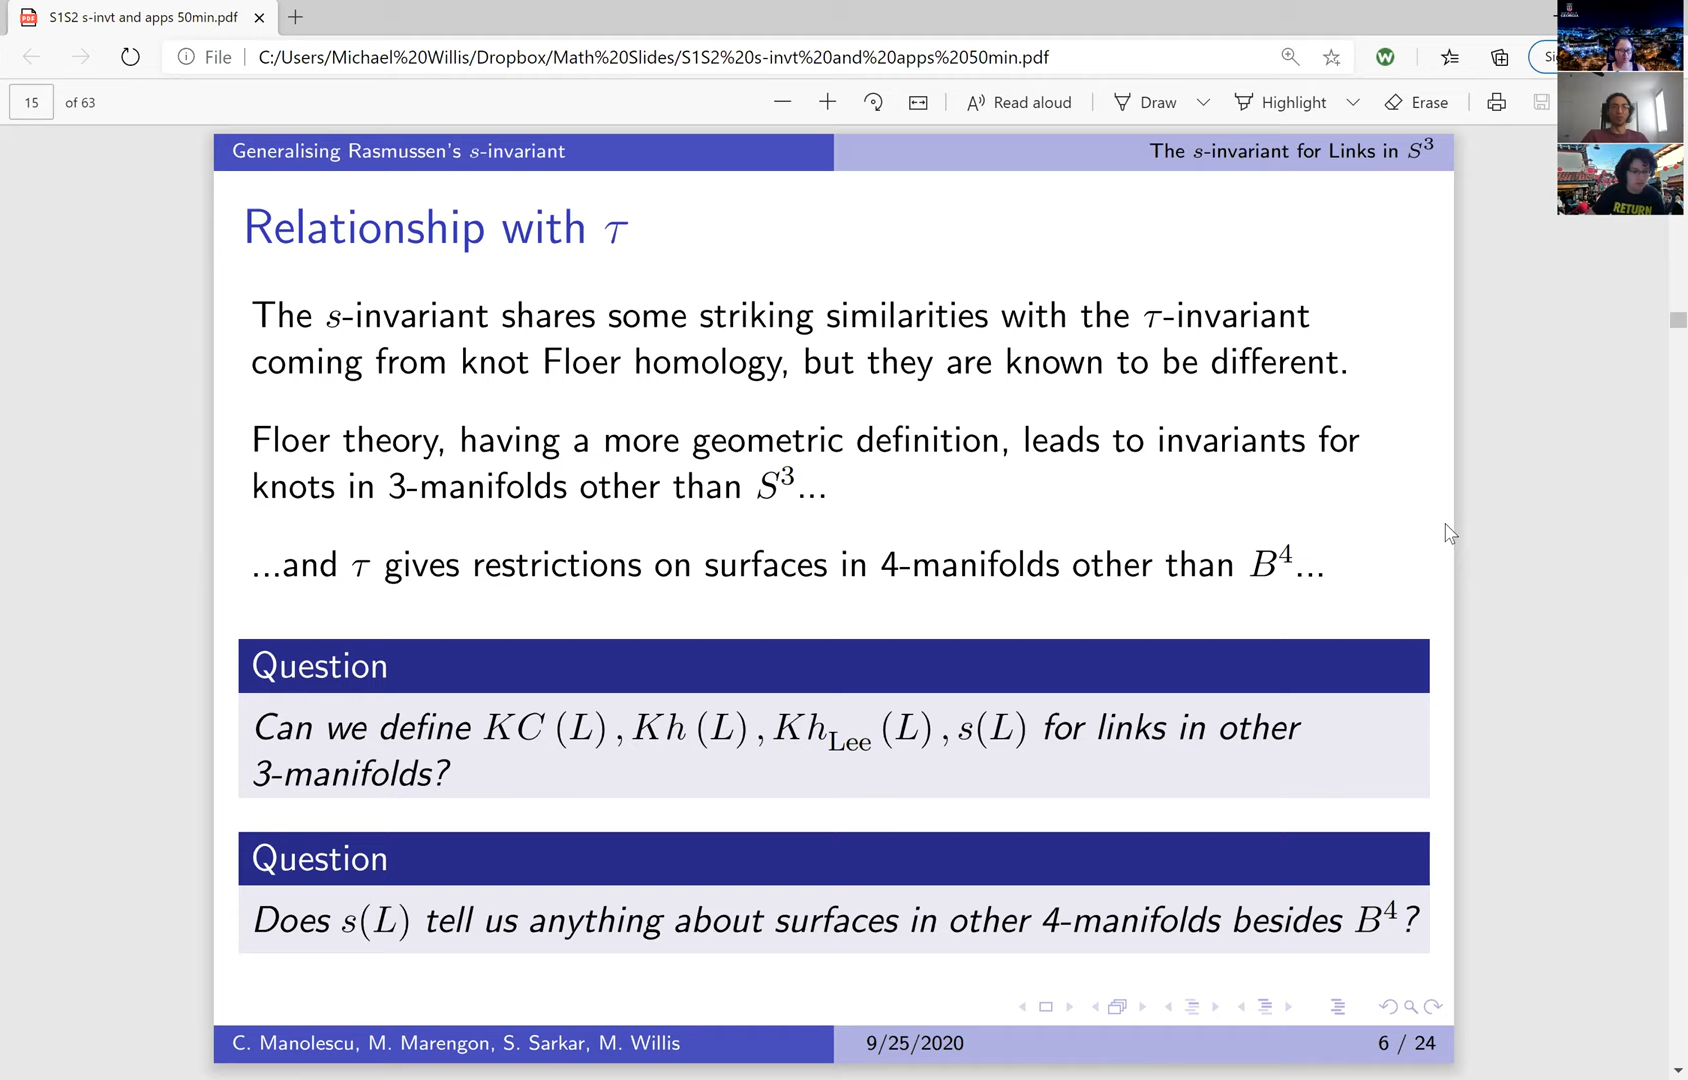 S1S2 s-invt and apps 50min.pdf
File
C:/Users/Michael%20Willis/Dropbox/Math%20Slides/S1S2%20s-invt%20and%20apps%2050min.pdf
15 of 63
Read aloud
Draw
Highlight
Erase
Generalising Rasmussen's s-invariant
The s-invariant for Links in S³
Relationship with τ
The s-invariant shares some striking similarities with the τ-invariant
coming from knot Floer homology, but they are known to be different.
Floer theory, having a more geometric definition, leads to invariants for
knots in 3-manifolds other than S³...
...and τ gives restrictions on surfaces in 4-manifolds other than B⁴...
Question
Can we define KC (L) , Kh (L) , Kh_Lee (L) , s(L) for links in other
3-manifolds?
Question
Does s(L) tell us anything about surfaces in other 4-manifolds besides B⁴?
C. Manolescu, M. Marengon, S. Sarkar, M. Willis
9/25/2020
6 / 24
RETURN